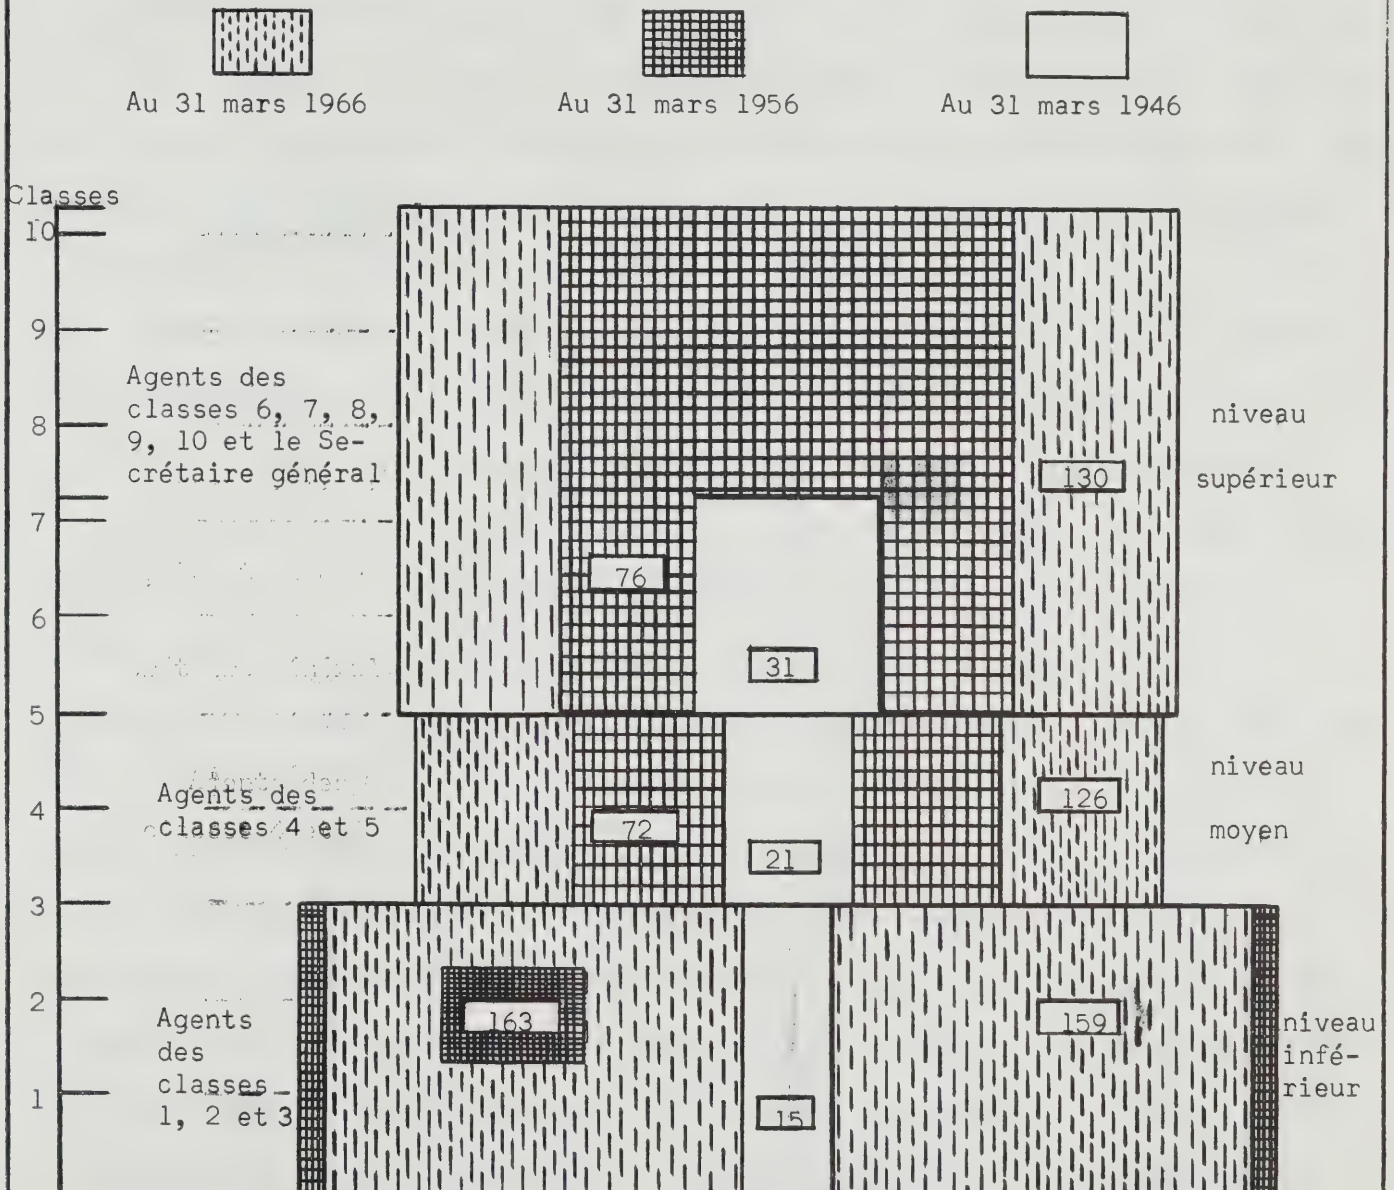 Au 31 mars 1966
Au 31 mars 1956
Au 31 mars 1946
Classes
10
9
Agents des
classes 6, 7, 8,
9, 10 et le Se-
crétaire général
8
niveau
supérieur
130
7
76
6
31
5
niveau
moyen
126
Agents des
classes 4 et 5
4
72
21
3
2
163
159
Agents
des
classes
1, 2 et 3
niveau
infé-
rieur
1
15